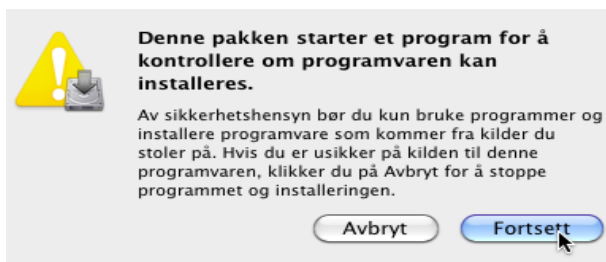 Denne pakken starter et program for å
kontrollere om programvaren kan
installeres.
Av sikkerhetshensyn bør du kun bruke programmer og
installere programvare som kommer fra kilder du
stoler på. Hvis du er usikker på kilden til denne
programvaren, klikker du på Avbryt for å stoppe
programmet og installeringen.
Avbryt Fortsett